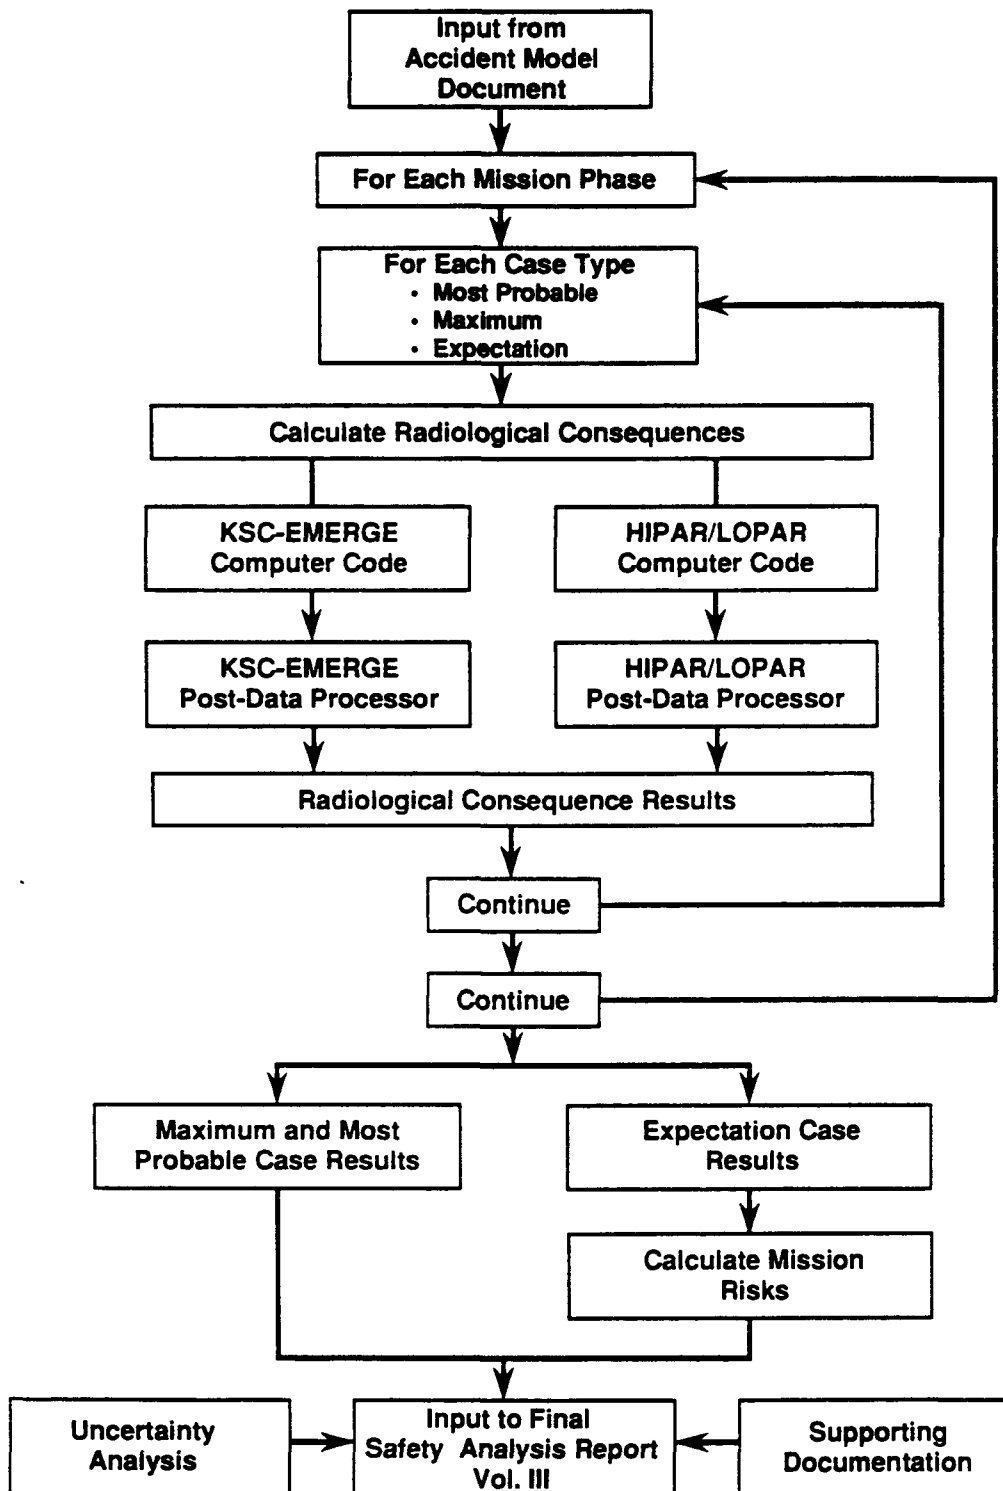 Input from
Accident Model
Document
For Each Mission Phase
For Each Case Type
· Most Probable
· Maximum
· Expectation
Calculate Radiological Consequences
KSC-EMERGE
Computer Code
HIPAR/LOPAR
Computer Code
KSC-EMERGE
Post-Data Processor
HIPAR/LOPAR
Post-Data Processor
Radiological Consequence Results
Continue
Continue
Maximum and Most
Probable Case Results
Expectation Case
Results
Calculate Mission
Risks
Uncertainty
Analysis
Input to Final
Safety Analysis Report
Vol. III
Supporting
Documentation